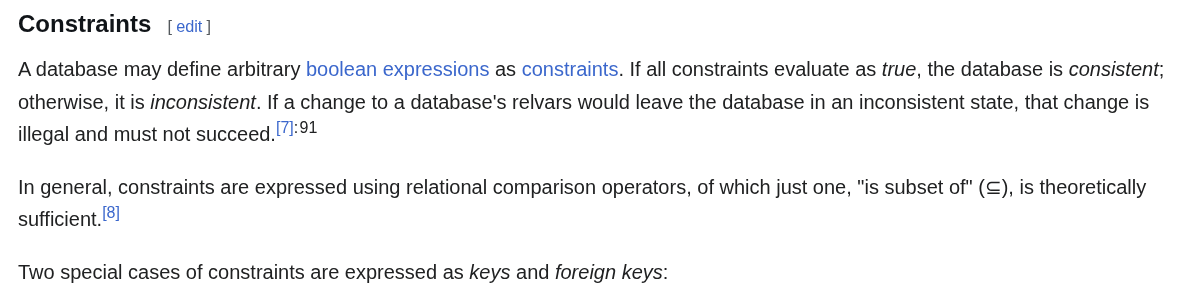 Constraints [ edit ]
A database may define arbitrary boolean expressions as constraints. If all constraints evaluate as true, the database is consistent;
otherwise, it is inconsistent. If a change to a database's relvars would leave the database in an inconsistent state, that change is
illegal and must not succeed.[7]:91
In general, constraints are expressed using relational comparison operators, of which just one, "is subset of" (⊆), is theoretically
sufficient.[8]
Two special cases of constraints are expressed as keys and foreign keys: